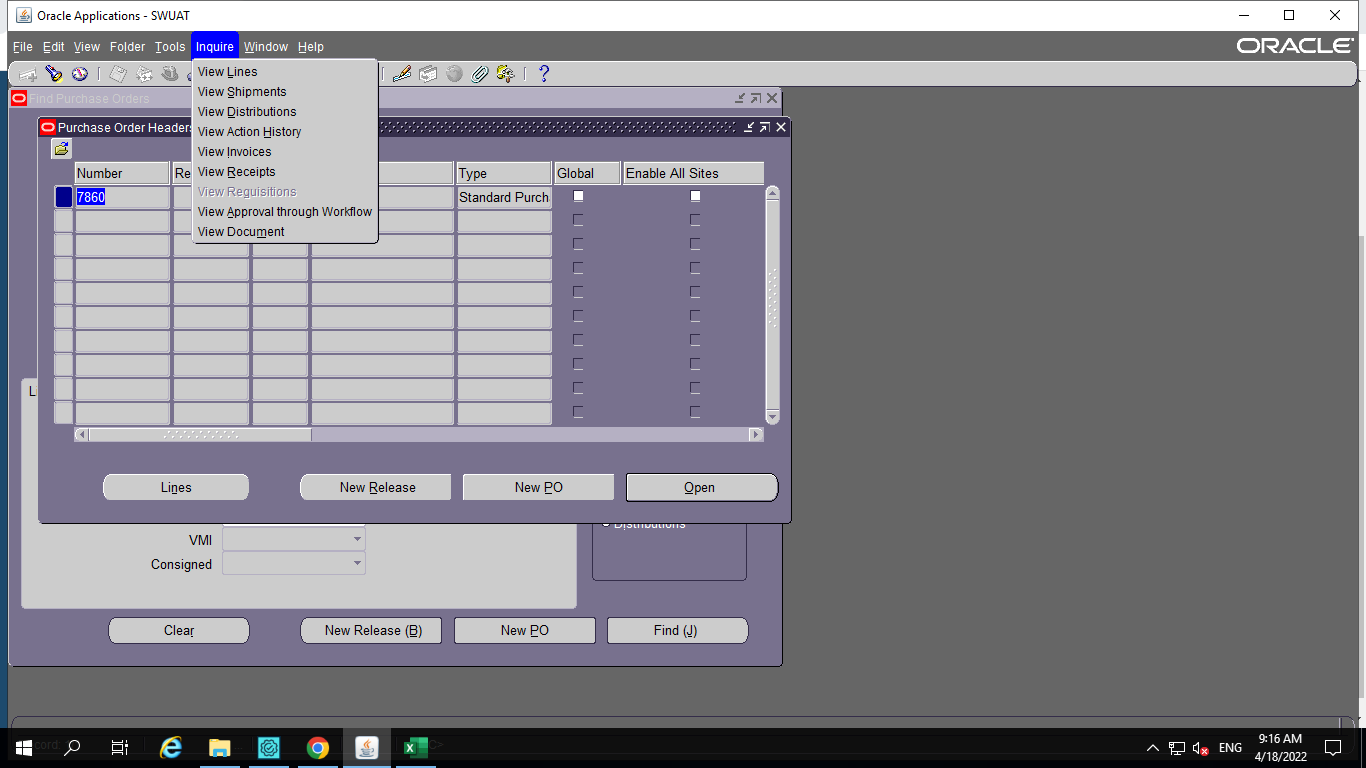 Oracle Applications - SWUAT
File Edit View Folder Tools Inquire Window Help
ORACLE
View Lines
View Shipments
View Distributions
View Action History
View Invoices
View Receipts
View Requisitions
View Approval through Workflow
View Document
Find Purchase Orders
Purchase Order Headers
Number Re Type Global Enable All Sites
7860 Standard Purch
Lines New Release New PO Open
Distributions
VMI
Consigned
Clear New Release (B) New PO Find (J)
ENG
9:16 AM
4/18/2022